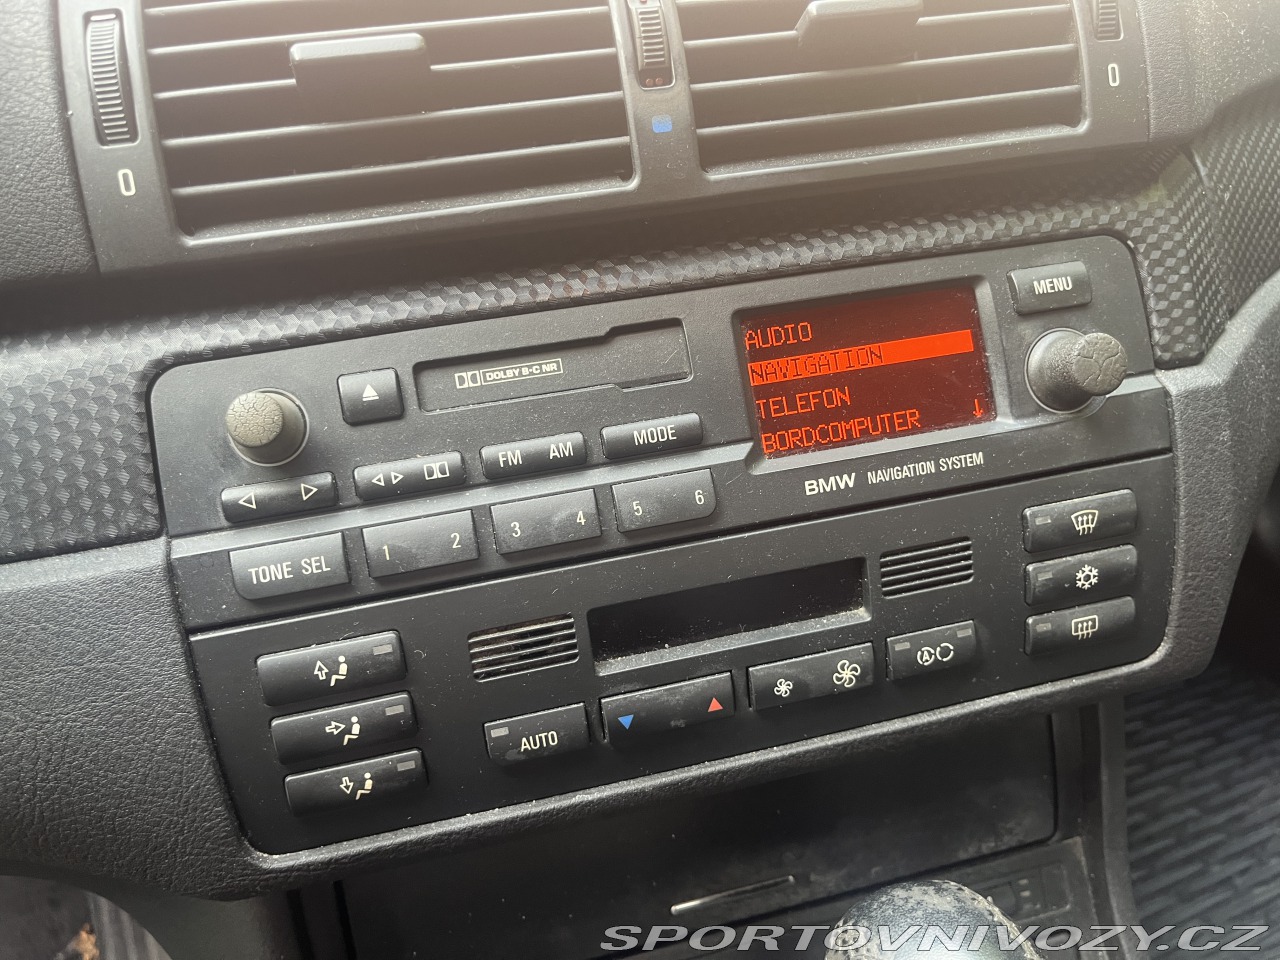 0
0
MENU
DOLBY B-C NR
AUDIO
NAVIGATION
TELEFON
BORDCOMPUTER
FM AM
MODE
BMW NAVIGATION SYSTEM
TONE SEL
1 2
3 4
5 6
A
AUTO
SPORTOVNIVOZY.CZ